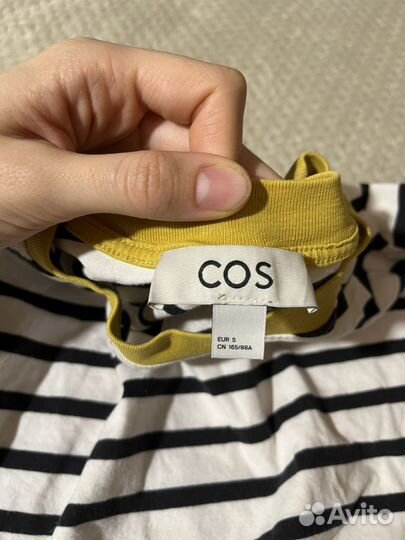 COS
EUR S
CN 165/88A
Avito